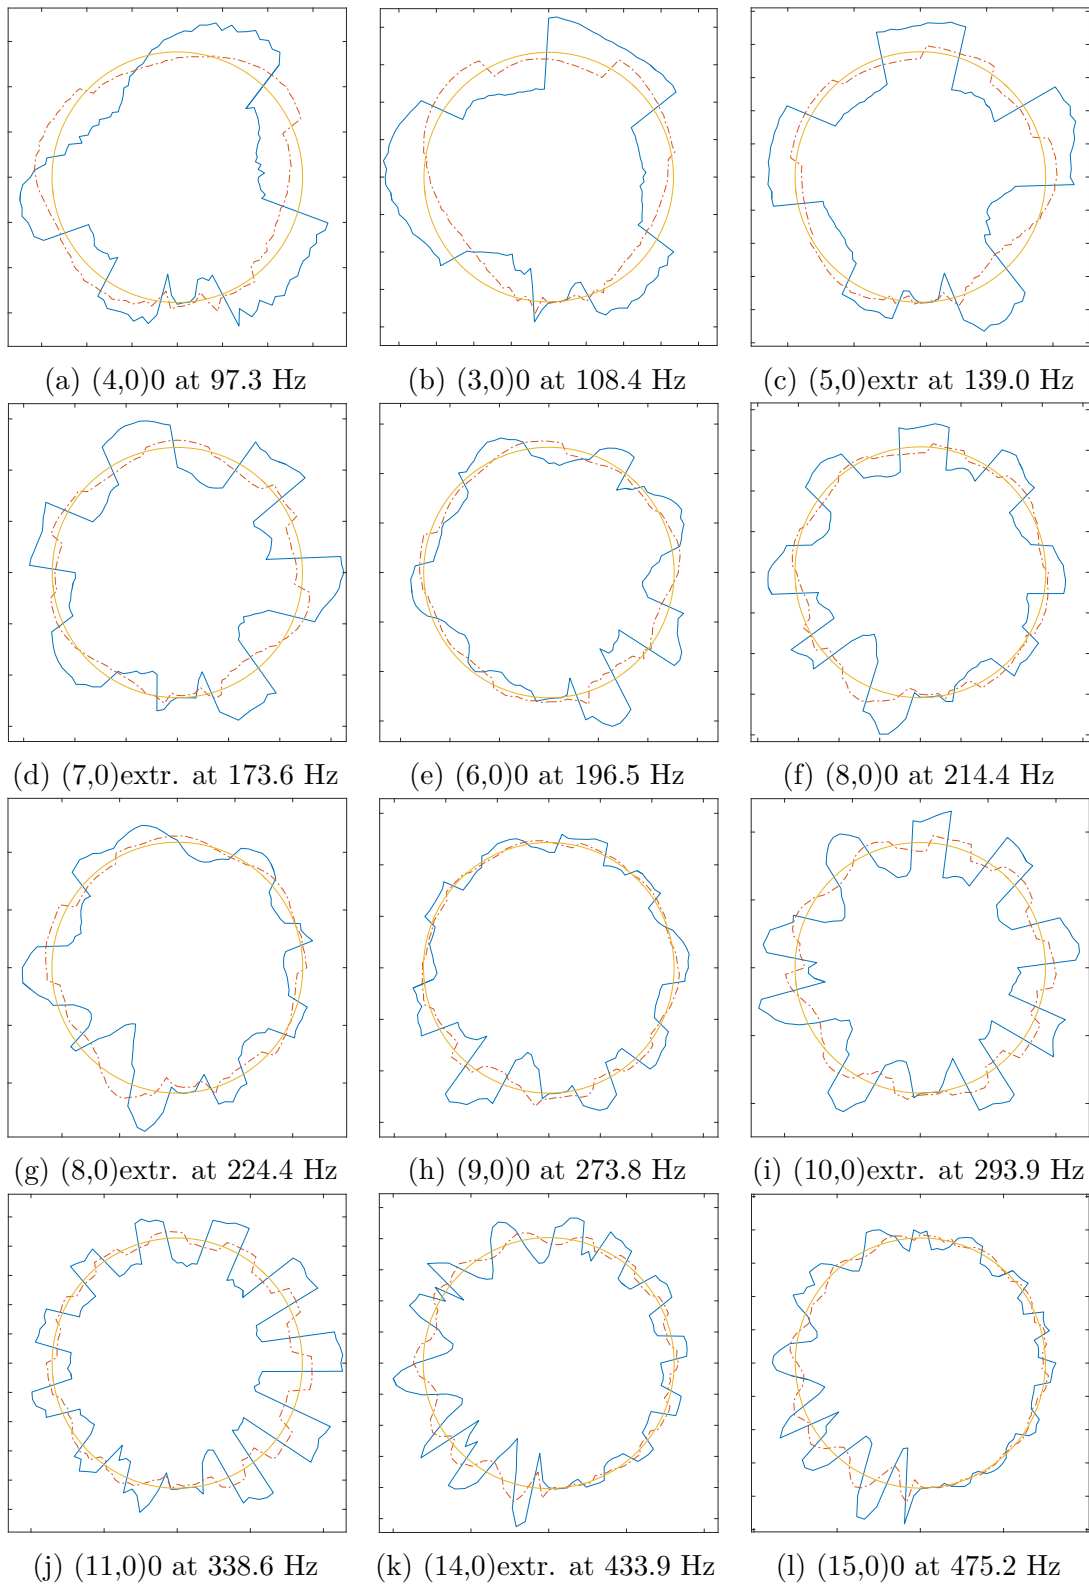 (a) (4,0)0 at 97.3 Hz
(b) (3,0)0 at 108.4 Hz
(c) (5,0)extr at 139.0 Hz
(d) (7,0)extr. at 173.6 Hz
(e) (6,0)0 at 196.5 Hz
(f) (8,0)0 at 214.4 Hz
(g) (8,0)extr. at 224.4 Hz
(h) (9,0)0 at 273.8 Hz
(i) (10,0)extr. at 293.9 Hz
(j) (11,0)0 at 338.6 Hz
(k) (14,0)extr. at 433.9 Hz
(l) (15,0)0 at 475.2 Hz